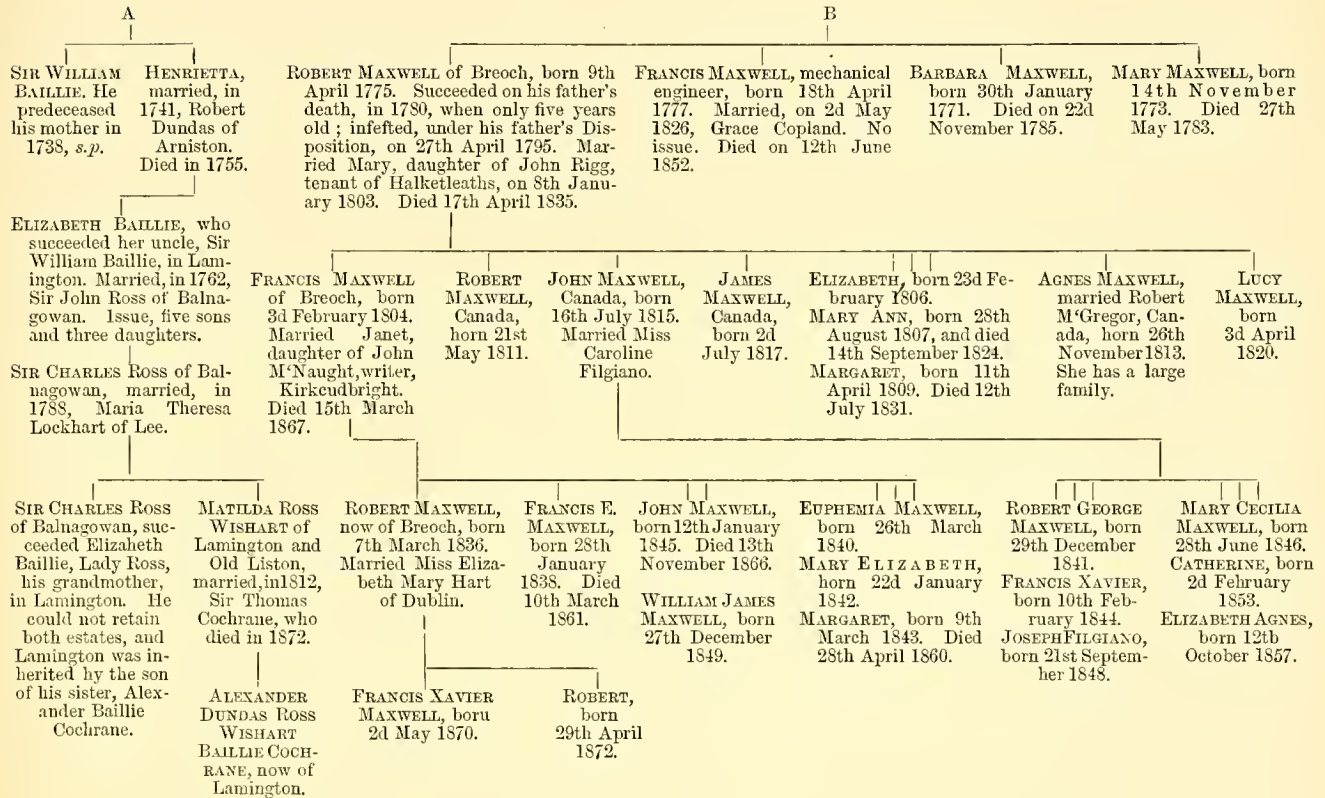 A
B
SIR WILLIAM
BAILLIE. He
predeceased
his mother in
1738, s.p.
HENRIETTA,
married, in
1741, Robert
Dundas of
Arniston.
Died in 1755.
ROBERT MAXWELL of Breoch, born 9th
April 1775. Succeeded on his father's
death, in 1780, when only five years
old ; infefted, under his father's Dis-
position, on 27th April 1795. Mar-
ried Mary, daughter of John Rigg,
tenant of Halketleaths, on 8th Janu-
ary 1803. Died 17th April 1835.
FRANCIS MAXWELL, mechanical
engineer, born 18th April
1777. Married, on 2d May
1826, Grace Copland. No
issue. Died on 12th June
1852.
BARBARA MAXWELL,
born 30th January
1771. Died on 22d
November 1785.
MARY MAXWELL, born
14th November
1773. Died 27th
May 1783.
ELIZABETH BAILLIE, who
succeeded her uncle, Sir
William Baillie, in Lam-
ington. Married, in 1762,
Sir John Ross of Balna-
gowan. Issue, five sons
and three daughters.
FRANCIS MAXWELL
of Breoch, born
3d February 1804.
Married Janet,
daughter of John
M'Naught, writer,
Kirkcudbright.
Died 15th March
1867.
ROBERT
MAXWELL,
Canada,
horn 21st
May 1811.
JOHN MAXWELL,
Canada, born
16th July 1815.
Married Miss
Caroline
Filgiano.
JAMES
MAXWELL,
Canada,
born 2d
July 1817.
ELIZABETH, born 23d Fe-
bruary 1806.
MARY ANN, born 28th
August 1807, and died
14th September 1824.
MARGARET, born 11th
April 1809. Died 12th
July 1831.
AGNES MAXWELL,
married Robert
M'Gregor, Can-
ada, horn 26th
November 1813.
She has a large
family.
LUCY
MAXWELL,
born
3d April
1820.
SIR CHARLES ROSS of Bal-
nagowan, married, in
1788, Maria Theresa
Lockhart of Lee.
SIR CHARLES ROSS
of Balnagowan, suc-
ceeded Elizaheth
Baillie, Lady Ross,
his grandmother,
in Lamington. He
could not retain
both estates, and
Lamington was in-
herited hy the son
of his sister, Alex-
ander Baillie
Cochrane.
MATILDA ROSS
WISHART of
Lamington and
Old Liston,
married, in 1812,
Sir Thomas
Cochrane, who
died in 1872.
ROBERT MAXWELL,
now of Breoch, born
7th March 1836.
Married Miss Eliza-
beth Mary Hart
of Dublin.
FRANCIS E.
MAXWELL,
born 28th
January
1838. Died
10th March
1861.
JOHN MAXWELL,
born 12th January
1845. Died 13th
November 1866.
WILLIAM JAMES
MAXWELL, born
27th December
1849.
EUPHEMIA MAXWELL,
born 26th March
1840.
MARY ELIZABETH,
horn 22d January
1842.
MARGARET, born 9th
March 1843. Died
28th April 1860.
ROBERT GEORGE
MAXWELL, born
29th December
1841.
FRANCIS XAVIER,
born 10th Feb-
ruary 1844.
JOSEPH FILGIANO,
born 21st Septem-
her 1848.
MARY CECILIA
MAXWELL, born
28th June 1846.
CATHERINE, born
2d Fehruary
1853.
ELIZABETH AGNES,
born 12th
October 1857.
ALEXANDER
DUNDAS ROSS
WISHART
BAILLIE COCH-
RANE, now of
Lamington.
FRANCIS XAVIER
MAXWELL, born
2d May 1870.
ROBERT,
born
29th April
1872.